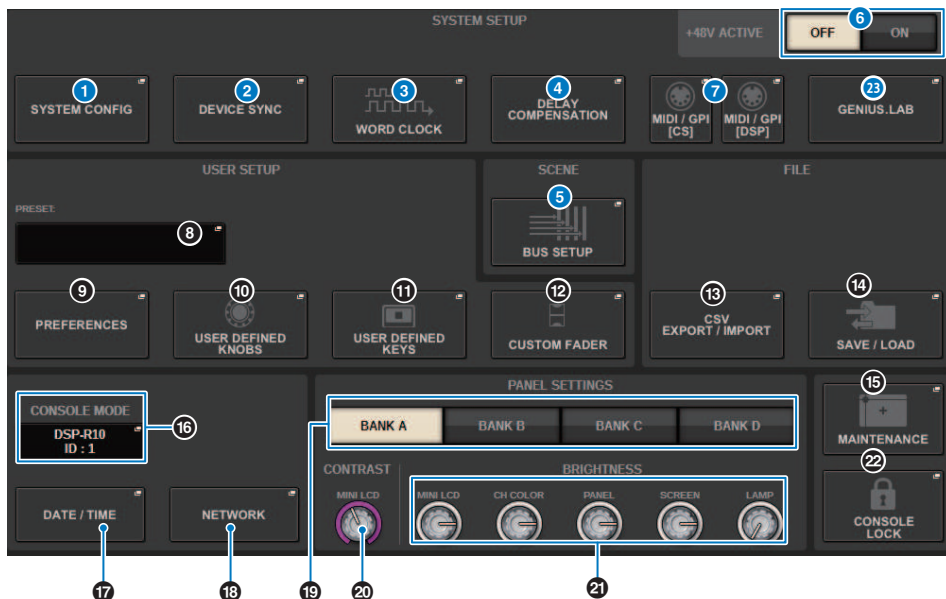 SYSTEM SETUP
+48V ACTIVE
OFF
6
ON
1
SYSTEM CONFIG
2
DEVICE SYNC
3
WORD CLOCK
4
DELAY
COMPENSATION
7
MIDI / GPI
[CS]
MIDI / GPI
[DSP]
23
GENIUS.LAB
USER SETUP
PRESET:
8
SCENE
5
BUS SETUP
FILE
9
PREFERENCES
10
USER DEFINED
KNOBS
11
USER DEFINED
KEYS
12
CUSTOM FADER
13
CSV
EXPORT / IMPORT
14
SAVE / LOAD
CONSOLE MODE
DSP-R10
ID : 1
16
DATE / TIME
NETWORK
PANEL SETTINGS
BANK A
BANK B
BANK C
BANK D
CONTRAST
MINI LCD
BRIGHTNESS
MINI LCD
CH COLOR
PANEL
SCREEN
LAMP
15
MAINTENANCE
22
CONSOLE
LOCK
17
18
19
20
21